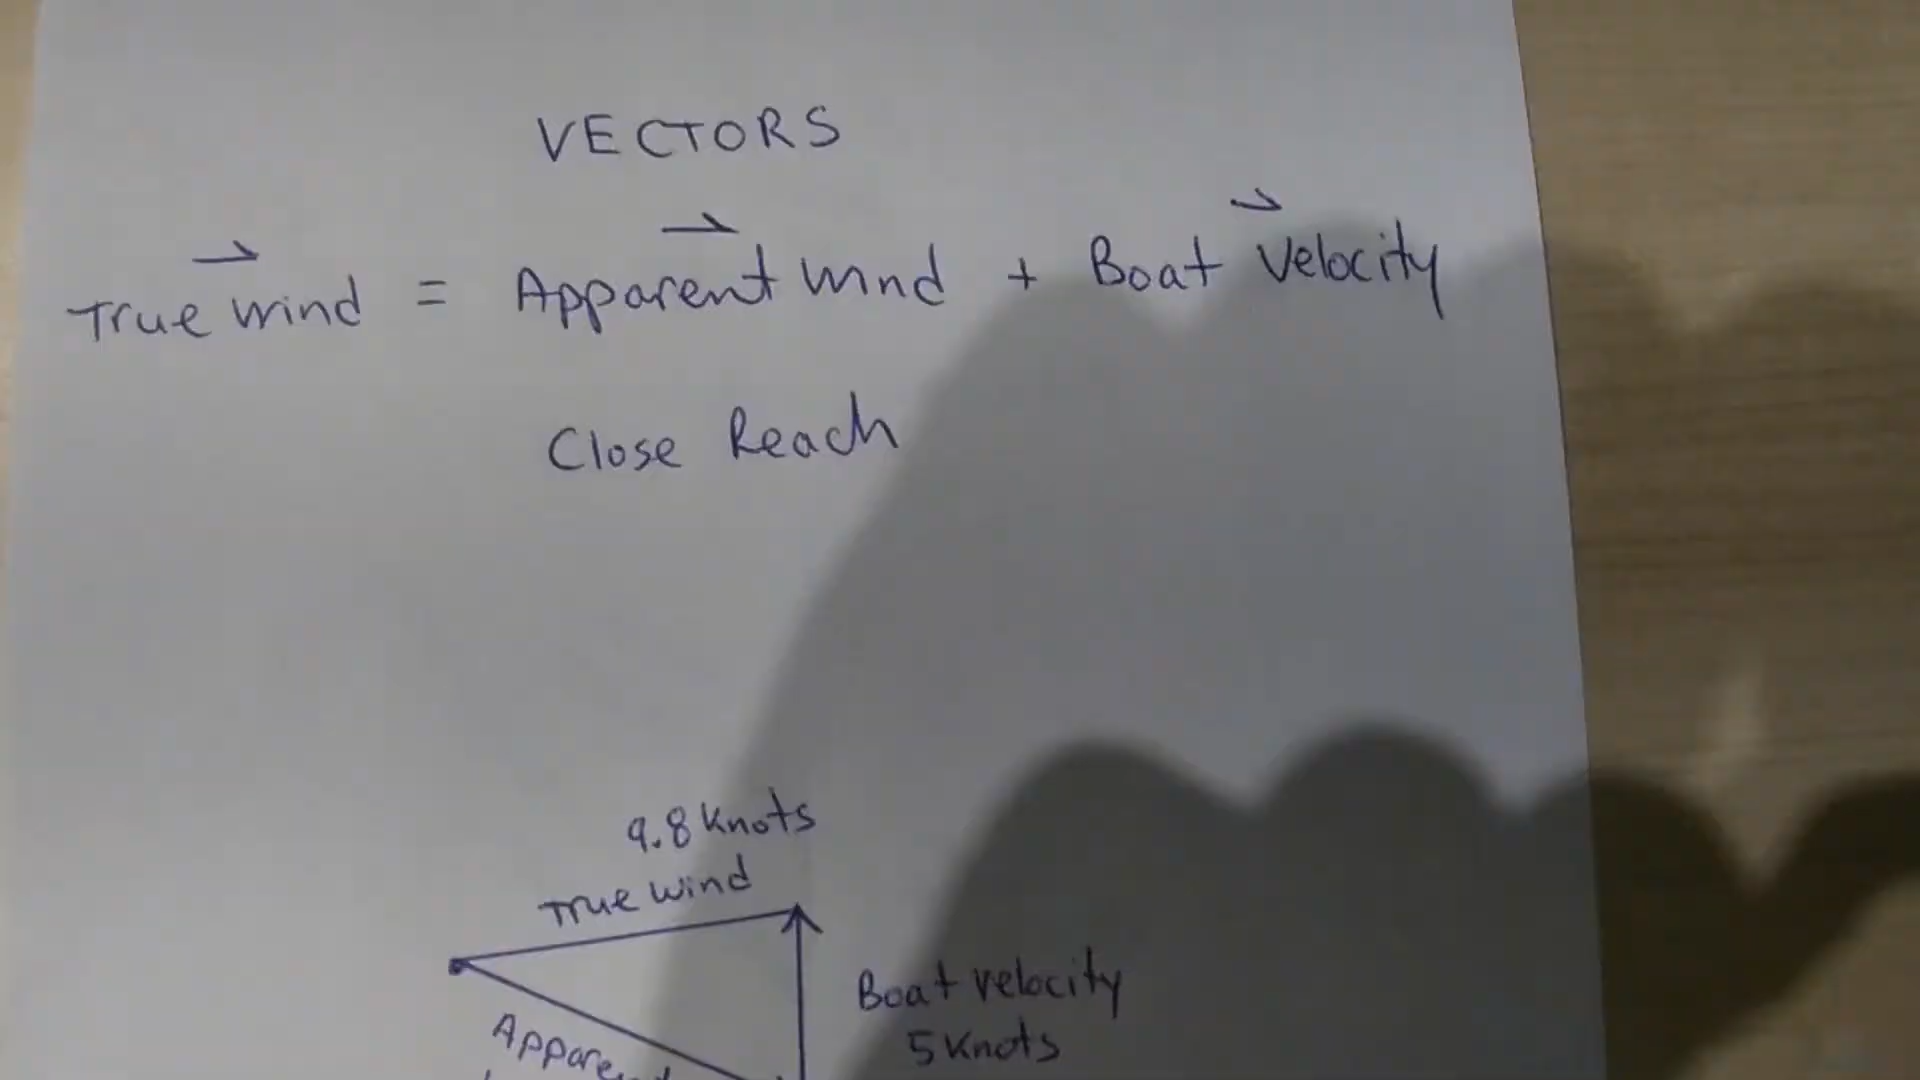 VECTORS
True wind = Apparent wind + Boat Velocity
Close Reach
9.8 Knots
True wind
Boat velocity
5 Knots